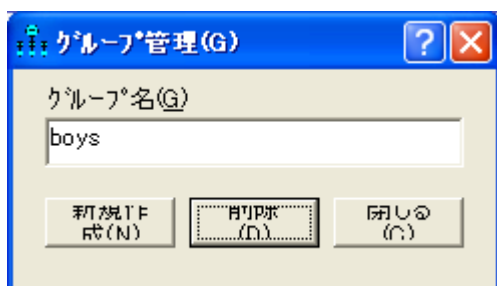 グループ管理(G)
グループ名(G)
boys
新規作
成(N)
削除
(D)
閉じる
(C)